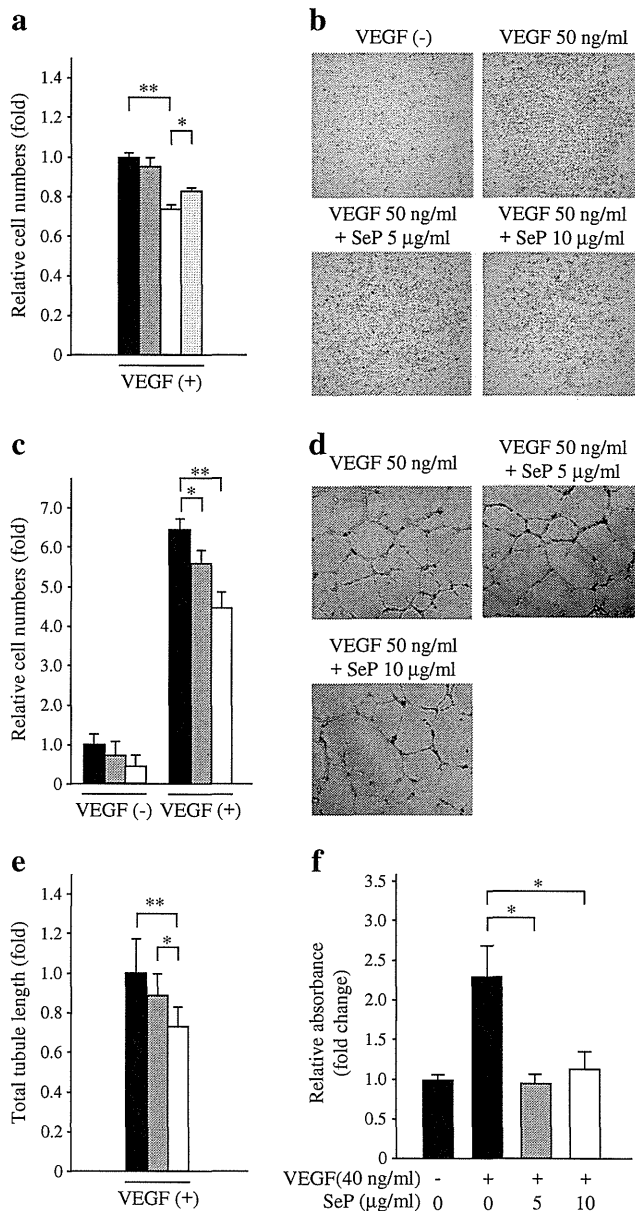 a
Relative cell numbers (fold)
1.4
1.2
1.0
0.8
0.6
0.4
0.2
0
**
*
VEGF (+)
b
VEGF (-)
VEGF 50 ng/ml
VEGF 50 ng/ml
+ SeP 5 µg/ml
VEGF 50 ng/ml
+ SeP 10 µg/ml
c
Relative cell numbers (fold)
7.0
6.0
5.0
4.0
3.0
2.0
1.0
0
**
*
VEGF (-)
VEGF (+)
d
VEGF 50 ng/ml
VEGF 50 ng/ml
+ SeP 5 µg/ml
VEGF 50 ng/ml
+ SeP 10 µg/ml
e
Total tubule length (fold)
1.4
1.2
1.0
0.8
0.6
0.4
0.2
0
**
*
VEGF (+)
f
Relative absorbance
(fold change)
3.5
3.0
2.5
2.0
1.5
1.0
0.5
0
*
*
VEGF(40 ng/ml) - + + +
SeP (µg/ml) 0 0 5 10